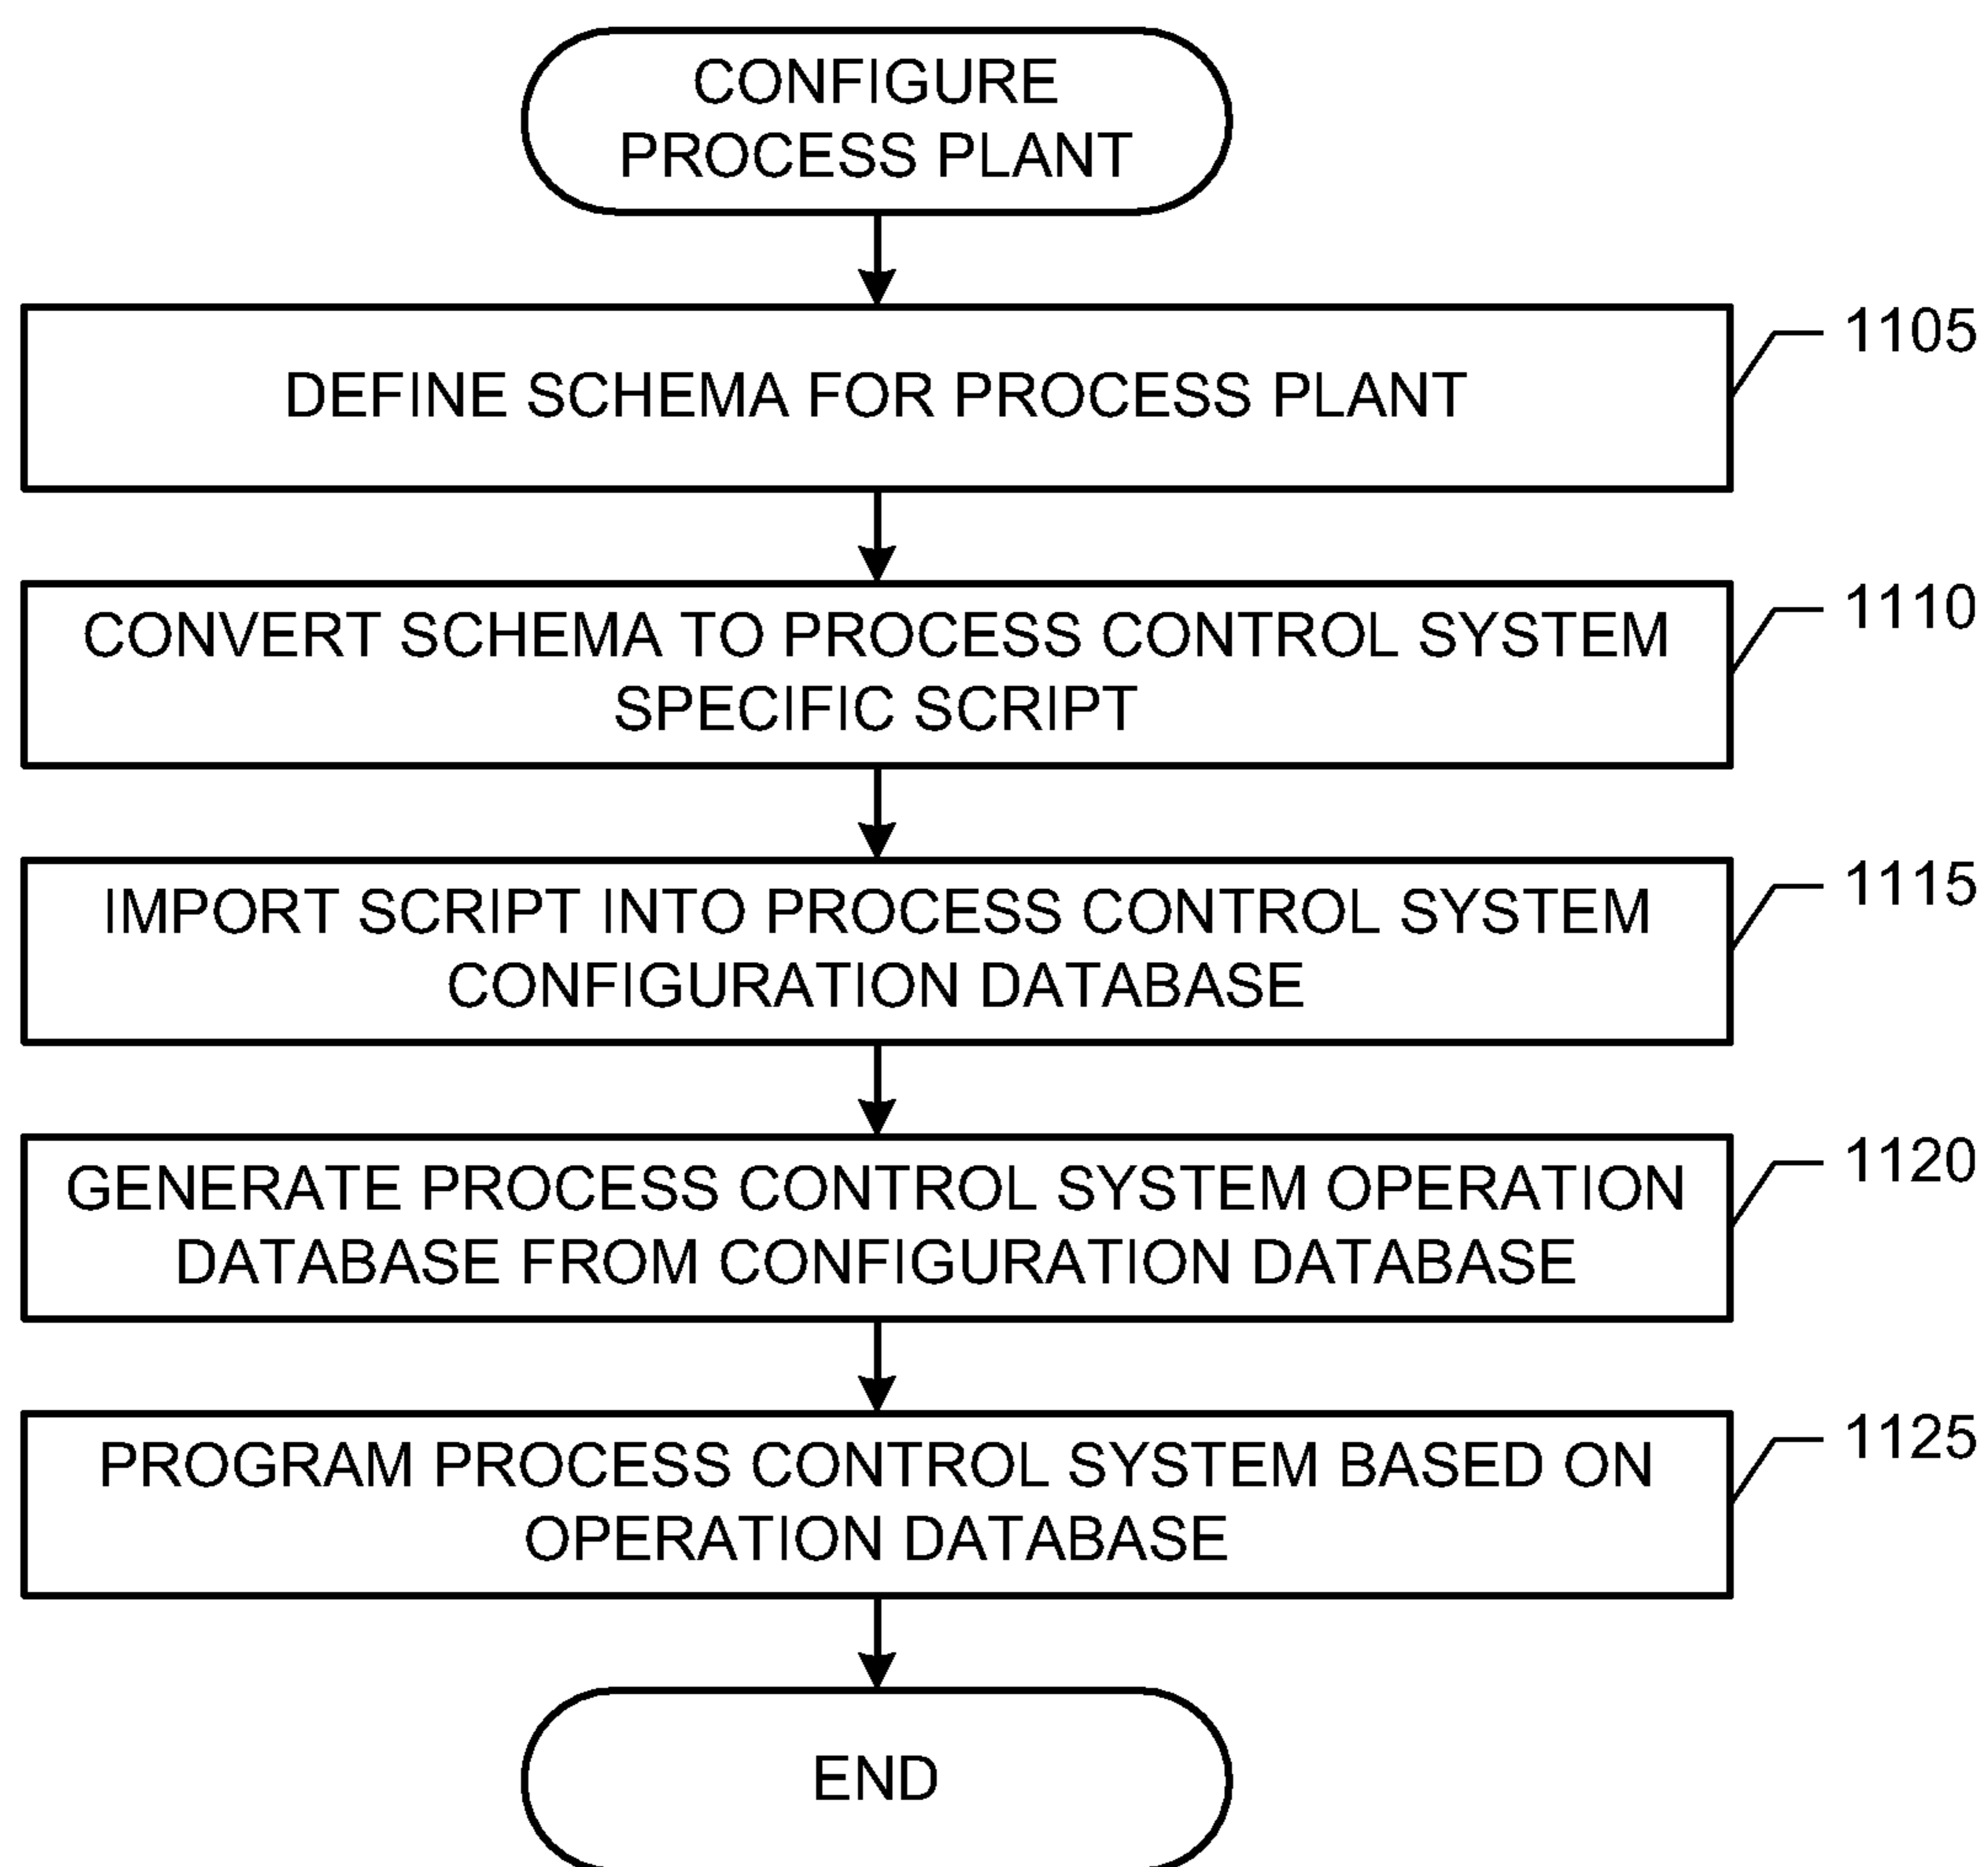 CONFIGURE
PROCESS PLANT
1105
DEFINE SCHEMA FOR PROCESS PLANT
1110
CONVERT SCHEMA TO PROCESS CONTROL SYSTEM
SPECIFIC SCRIPT
1115
IMPORT SCRIPT INTO PROCESS CONTROL SYSTEM
CONFIGURATION DATABASE
1120
GENERATE PROCESS CONTROL SYSTEM OPERATION
DATABASE FROM CONFIGURATION DATABASE
1125
PROGRAM PROCESS CONTROL SYSTEM BASED ON
OPERATION DATABASE
END